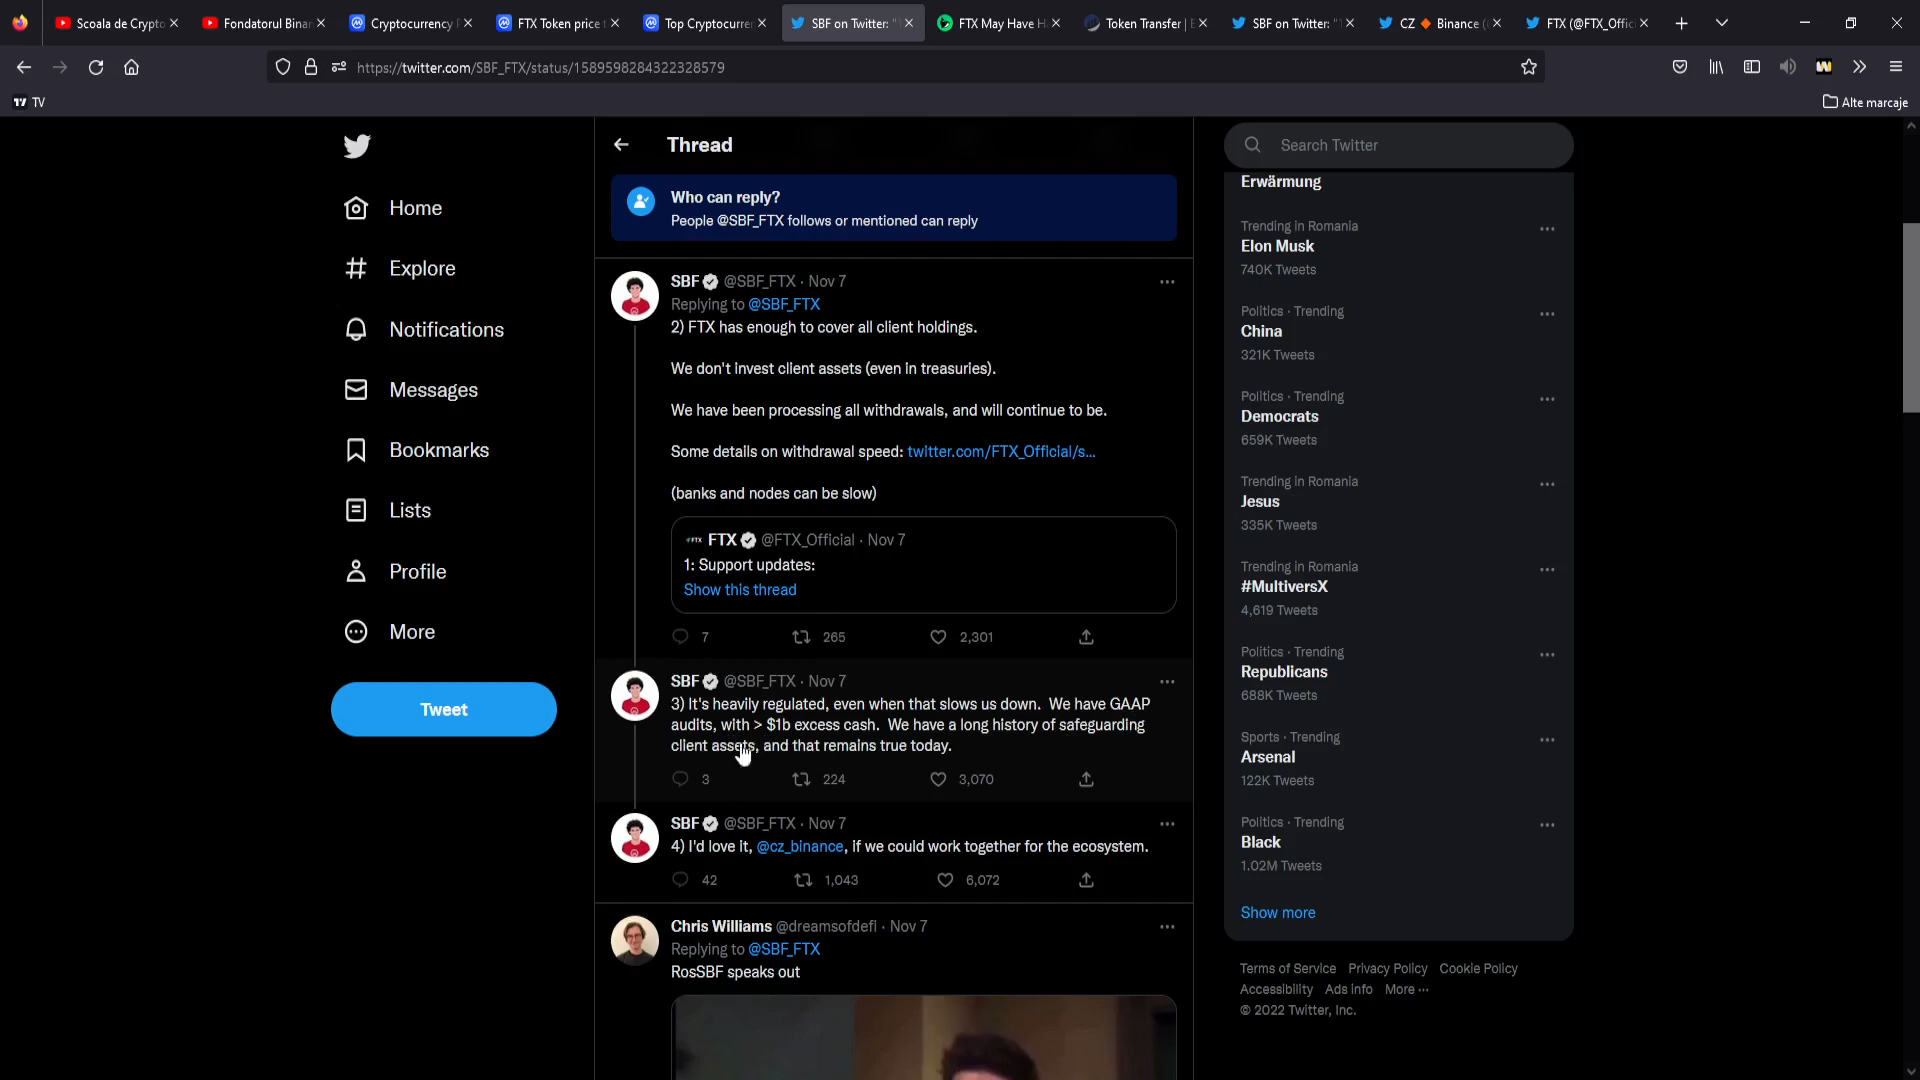 Scoala de Crypto
Fondatorul Binan
Cryptocurrency P
FTX Token price t
Top Cryptocurren
SBF on Twitter: "
FTX May Have H
Token Transfer | E
SBF on Twitter: "1
CZ 🔶 Binance (
FTX (@FTX_Offic
https://twitter.com/SBF_FTX/status/1589598284322328579
TV
Alte marcaje
Home
Explore
Notifications
Messages
Bookmarks
Lists
Profile
More
Tweet
Thread
Who can reply?
People @SBF_FTX follows or mentioned can reply
SBF @SBF_FTX · Nov 7
Replying to @SBF_FTX
2) FTX has enough to cover all client holdings.
We don't invest client assets (even in treasuries).
We have been processing all withdrawals, and will continue to be.
Some details on withdrawal speed: twitter.com/FTX_Official/s...
(banks and nodes can be slow)
FTX FTX @FTX_Official · Nov 7
1: Support updates:
Show this thread
7 265 2,301
SBF @SBF_FTX · Nov 7
3) It's heavily regulated, even when that slows us down. We have GAAP
audits, with > $1b excess cash. We have a long history of safeguarding
client assets, and that remains true today.
3 224 3,070
SBF @SBF_FTX · Nov 7
4) I'd love it, @cz_binance, if we could work together for the ecosystem.
42 1,043 6,072
Chris Williams @dreamsofdefi · Nov 7
Replying to @SBF_FTX
RosSBF speaks out
Search Twitter
Erwärmung
Trending in Romania
Elon Musk
740K Tweets
Politics · Trending
China
321K Tweets
Politics · Trending
Democrats
659K Tweets
Trending in Romania
Jesus
335K Tweets
Trending in Romania
#MultiversX
4,619 Tweets
Politics · Trending
Republicans
688K Tweets
Sports · Trending
Arsenal
122K Tweets
Politics · Trending
Black
1.02M Tweets
Show more
Terms of Service Privacy Policy Cookie Policy
Accessibility Ads info More ···
© 2022 Twitter, Inc.